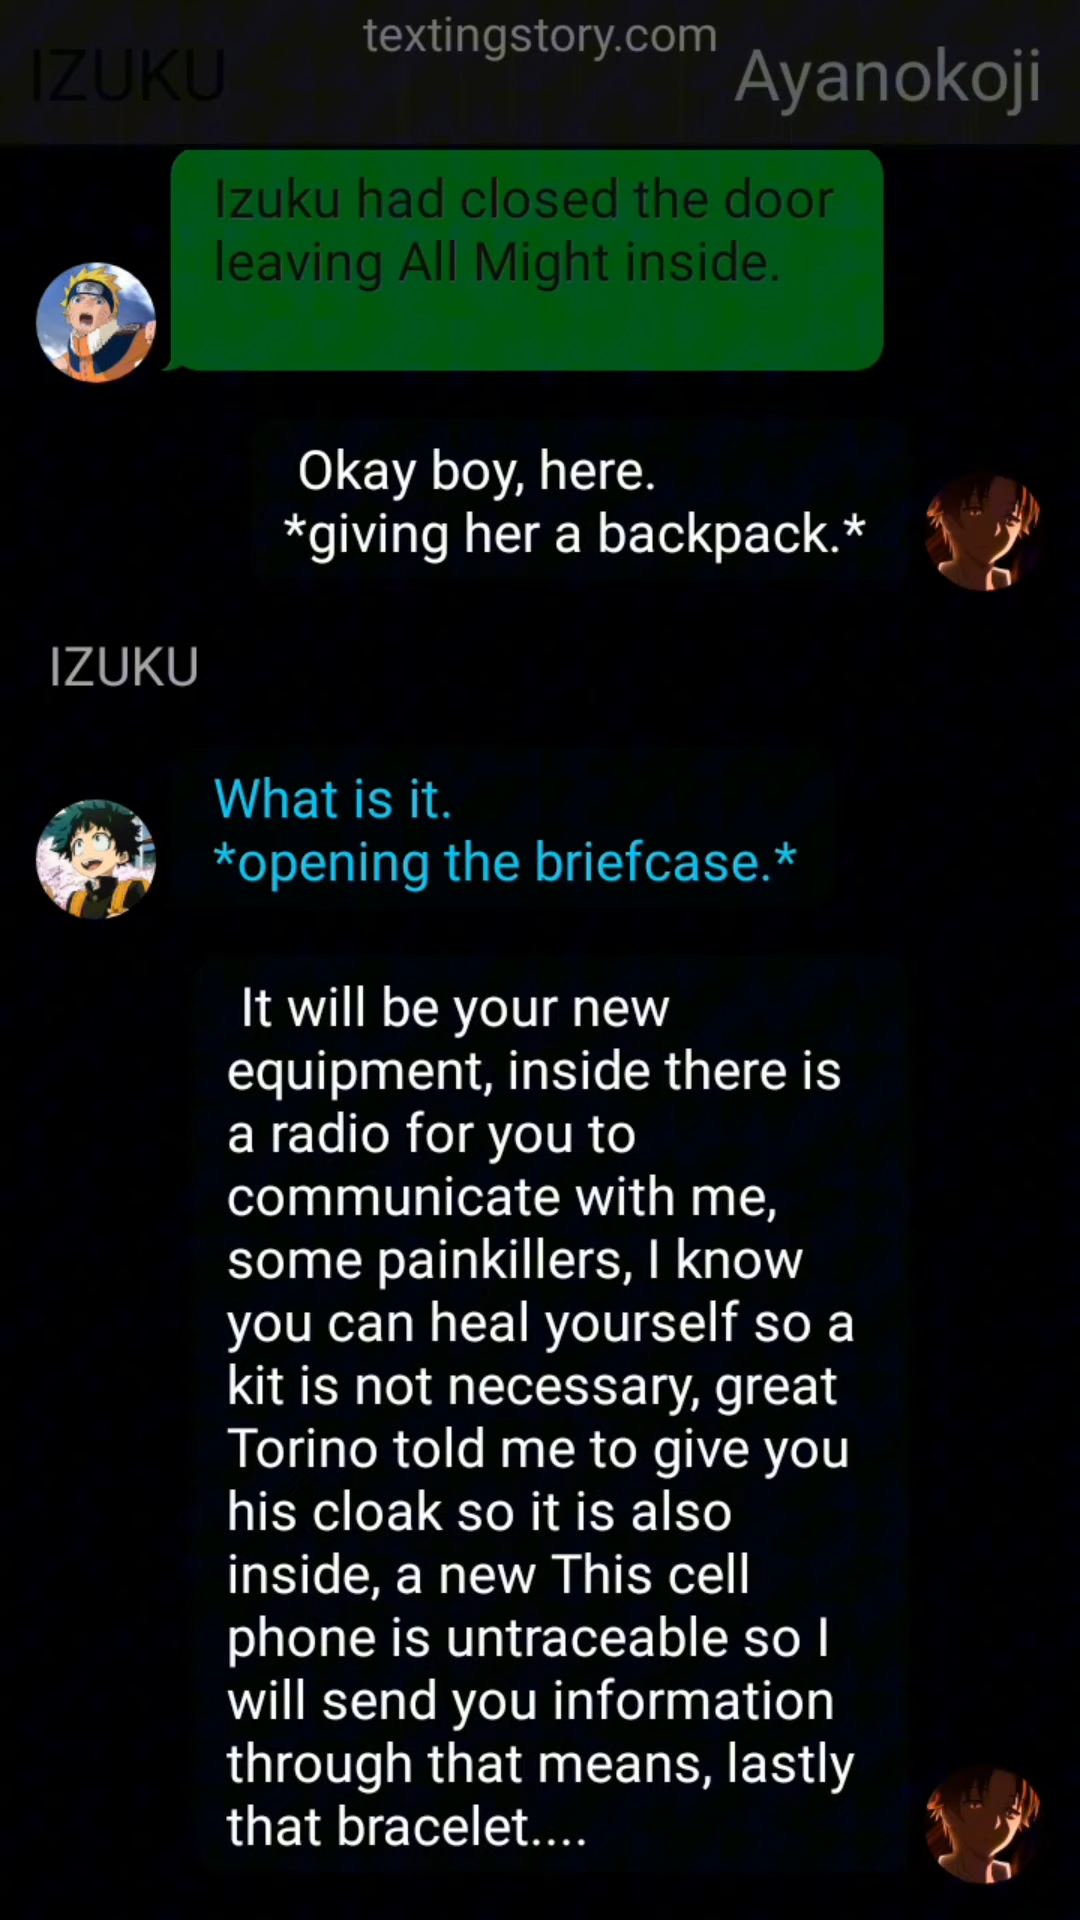 textingstory.com
IZUKU
Ayanokoji
Izuku had closed the door
leaving All Might inside.
Okay boy, here.
*giving her a backpack.*
IZUKU
What is it.
*opening the briefcase.*
It will be your new
equipment, inside there is
a radio for you to
communicate with me,
some painkillers, I know
you can heal yourself so a
kit is not necessary, great
Torino told me to give you
his cloak so it is also
inside, a new This cell
phone is untraceable so I
will send you information
through that means, lastly
that bracelet....